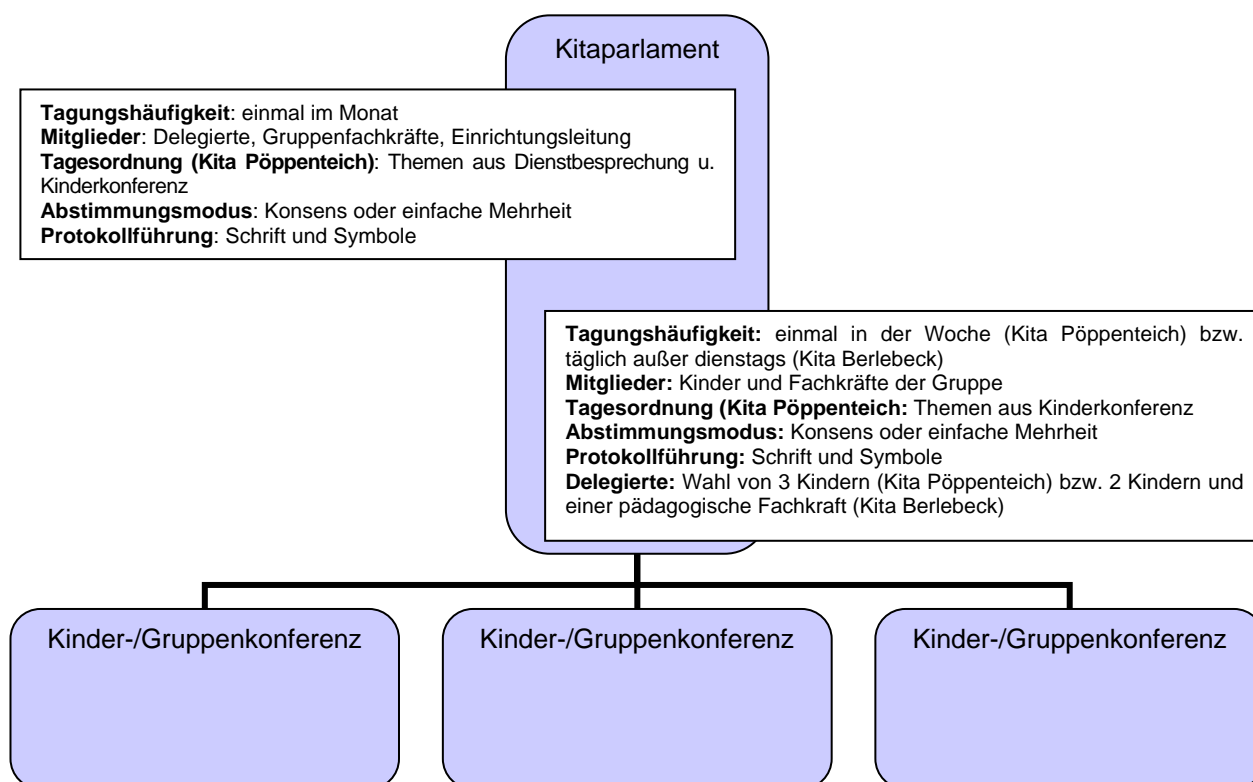 Kitaparlament
Tagungshäufigkeit: einmal im Monat
Mitglieder: Delegierte, Gruppenfachkräfte, Einrichtungsleitung
Tagesordnung (Kita Pöppenteich): Themen aus Dienstbesprechung u.
Kinderkonferenz
Abstimmungsmodus: Konsens oder einfache Mehrheit
Protokollführung: Schrift und Symbole
Tagungshäufigkeit: einmal in der Woche (Kita Pöppenteich) bzw.
täglich außer dienstags (Kita Berlebeck)
Mitglieder: Kinder und Fachkräfte der Gruppe
Tagesordnung (Kita Pöppenteich: Themen aus Kinderkonferenz
Abstimmungsmodus: Konsens oder einfache Mehrheit
Protokollführung: Schrift und Symbole
Delegierte: Wahl von 3 Kindern (Kita Pöppenteich) bzw. 2 Kindern und
einer pädagogische Fachkraft (Kita Berlebeck)
Kinder-/Gruppenkonferenz
Kinder-/Gruppenkonferenz
Kinder-/Gruppenkonferenz